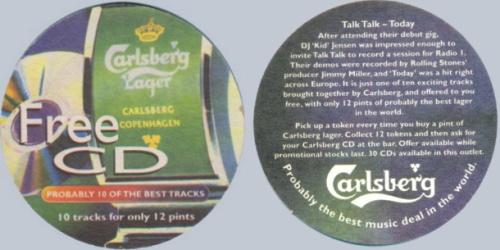 Carlsberg
Lager
CARLSBERG
COPENHAGEN
Free
CD
PROBABLY 10 OF THE BEST TRACKS
10 tracks for only 12 pints
Talk Talk – Today
After attending their debut gig,
DJ 'Kid' Jensen was impressed enough to
invite Talk Talk to record a session for Radio 1.
Their demos were recorded by Rolling Stones'
producer Jimmy Miller, and 'Today' was a hit right
across Europe. It is just one of ten exciting tracks
brought together by Carlsberg, and offered to you
free, with only 12 pints of probably the best lager
in the world.
Pick up a token every time you buy a pint of
Carlsberg lager. Collect 12 tokens and then ask for
your Carlsberg CD at the bar. Offer available while
promotional stocks last. 30 CDs available in this outlet.
Carlsberg
Probably the best music deal in the world.